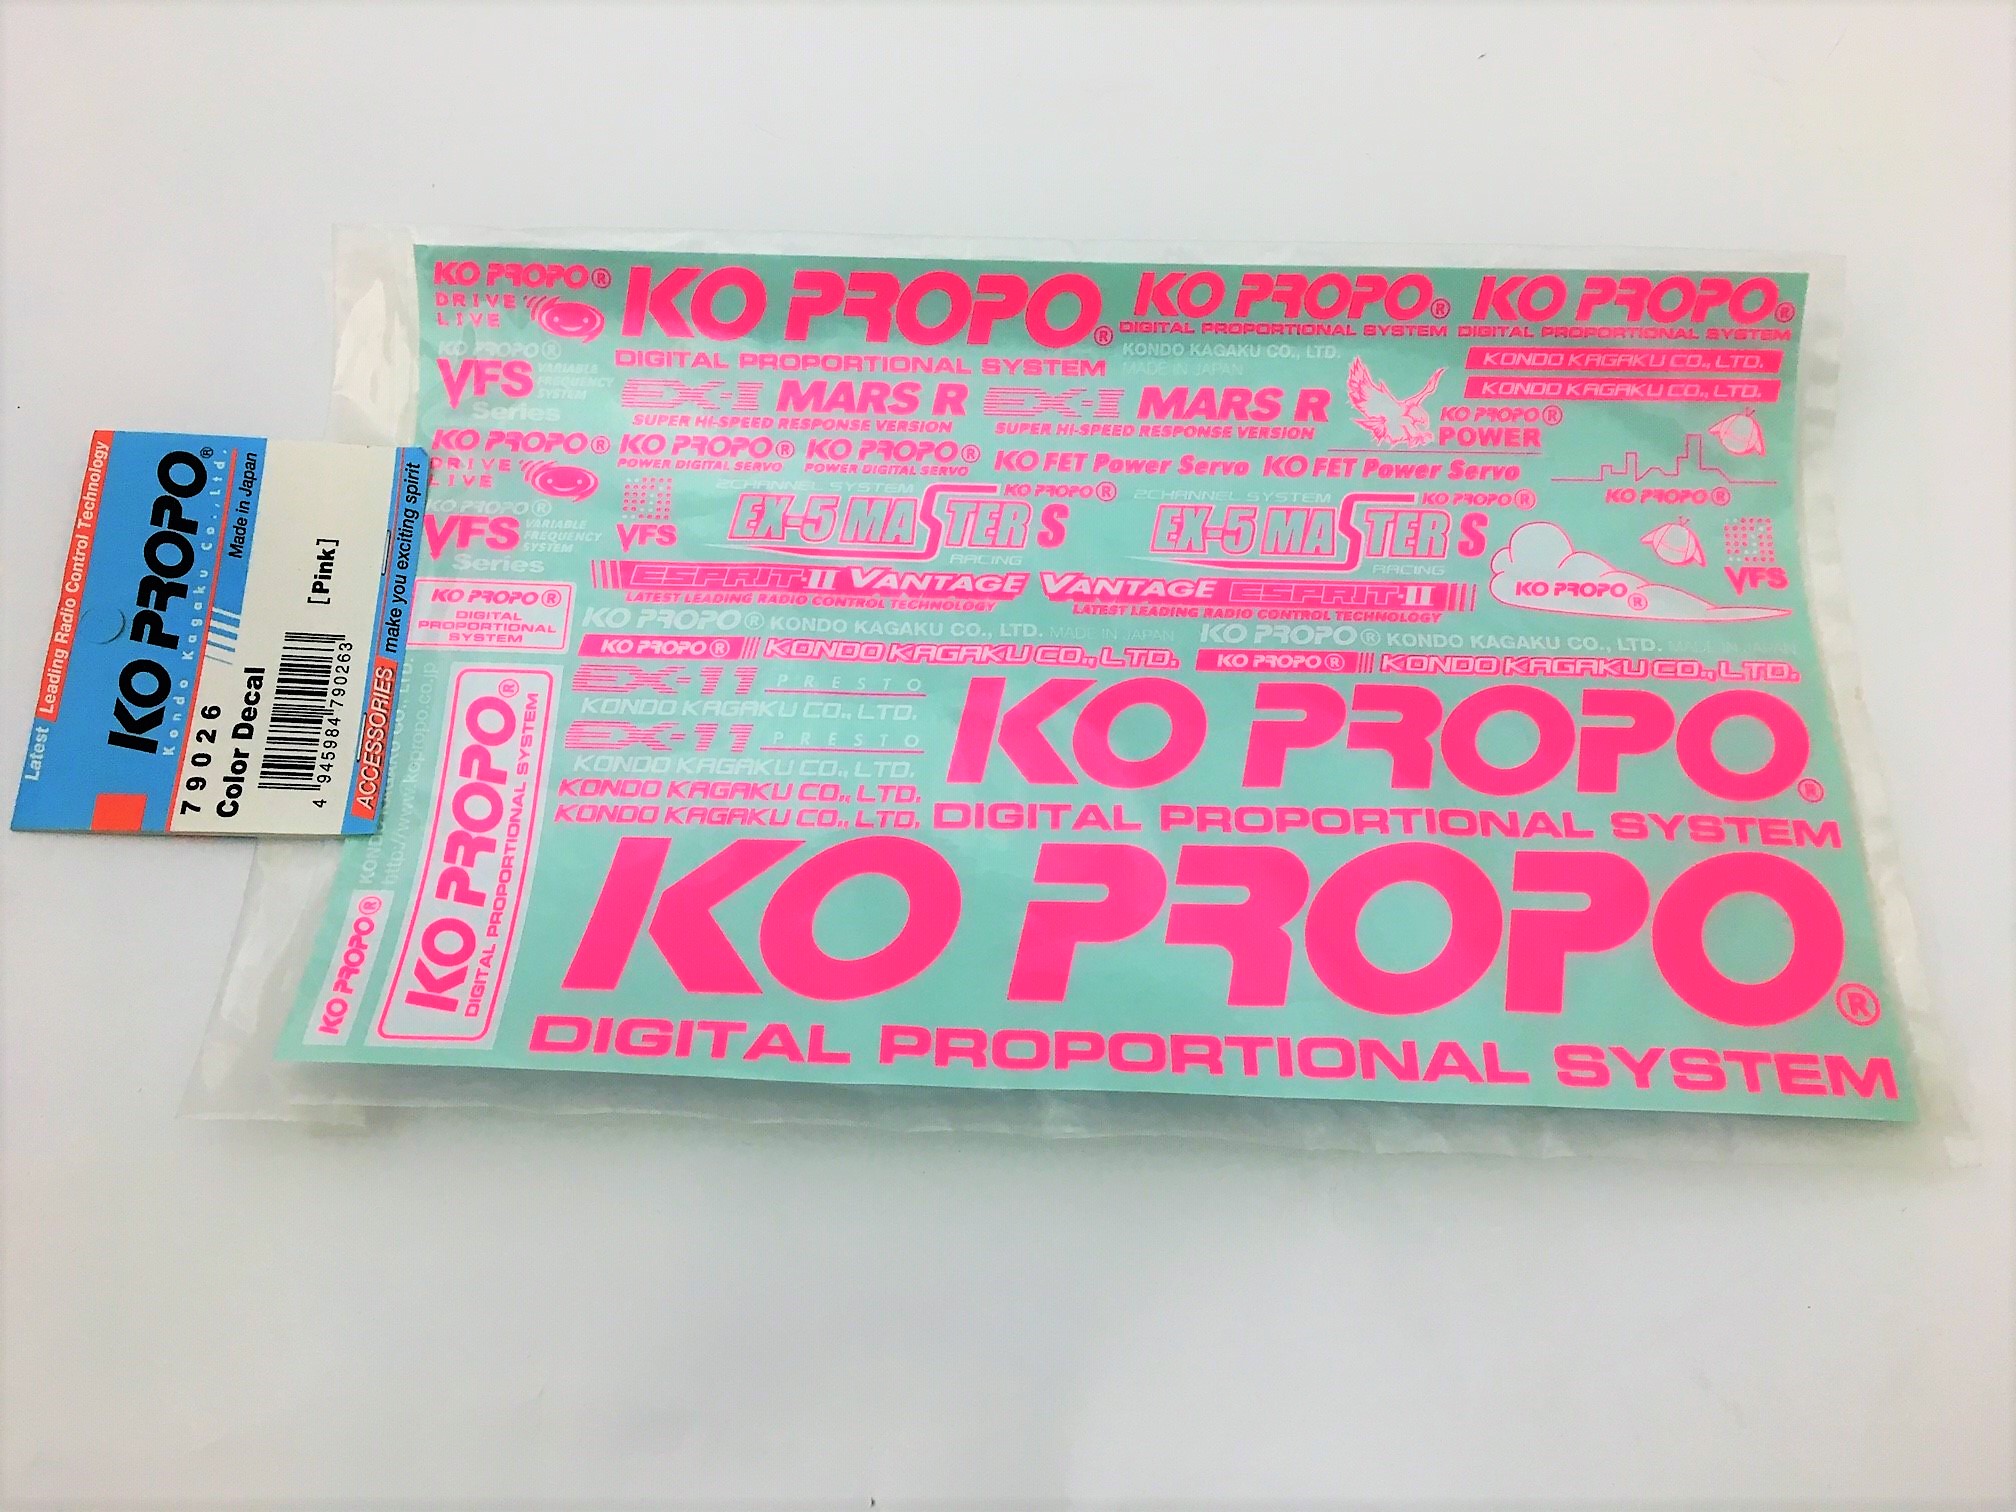 Latest Leading Radio Control Technology
KO PROPO®
Kondo Kagaku Co., Ltd.
Made in Japan
79026
Color Decal
[Pink]
4 945984 790263
ACCESSORIES make you exciting spirit
KO PROPO®
DRIVE
LIVE
KO PROPO®
DIGITAL PROPORTIONAL SYSTEM
KO PROPO®
DIGITAL PROPORTIONAL SYSTEM
KO PROPO®
DIGITAL PROPORTIONAL SYSTEM
KONDO KAGAKU CO., LTD.
MADE IN JAPAN
KONDO KAGAKU CO., LTD.
KONDO KAGAKU CO., LTD.
KO PROPO®
VFS VARIABLE
FREQUENCY
SYSTEM
Series
EX-1 MARS R
SUPER HI-SPEED RESPONSE VERSION
EX-1 MARS R
SUPER HI-SPEED RESPONSE VERSION
KO PROPO®
POWER
KO PROPO®
DRIVE
LIVE
KO PROPO®
POWER DIGITAL SERVO
KO PROPO®
POWER DIGITAL SERVO
KO FET Power Servo
KO FET Power Servo
KO PROPO®
KO PROPO®
VFS VARIABLE
FREQUENCY
SYSTEM
Series
VFS
2CHANNEL SYSTEM
KO PROPO®
EX-5 MASTER S
RACING
2CHANNEL SYSTEM
KO PROPO®
EX-5 MASTER S
RACING
KO PROPO®
VFS
ESPRIT-II VANTAGE
LATEST LEADING RADIO CONTROL TECHNOLOGY
VANTAGE ESPRIT-II
LATEST LEADING RADIO CONTROL TECHNOLOGY
KO PROPO®
DIGITAL
PROPORTIONAL
SYSTEM
KO PROPO® KONDO KAGAKU CO., LTD. MADE IN JAPAN
KO PROPO® KONDO KAGAKU CO., LTD. MADE IN JAPAN
KO PROPO® KONDO KAGAKU CO., LTD.
KO PROPO® KONDO KAGAKU CO., LTD.
EX-11 PRESTO
KONDO KAGAKU CO., LTD.
EX-11 PRESTO
KONDO KAGAKU CO., LTD.
KONDO KAGAKU CO., LTD.
KONDO KAGAKU CO., LTD.
KO PROPO®
DIGITAL PROPORTIONAL SYSTEM
KO PROPO®
KO PROPO®
DIGITAL PROPORTIONAL SYSTEM
http://www.kopropo.co.jp
KO PROPO®
DIGITAL PROPORTIONAL SYSTEM